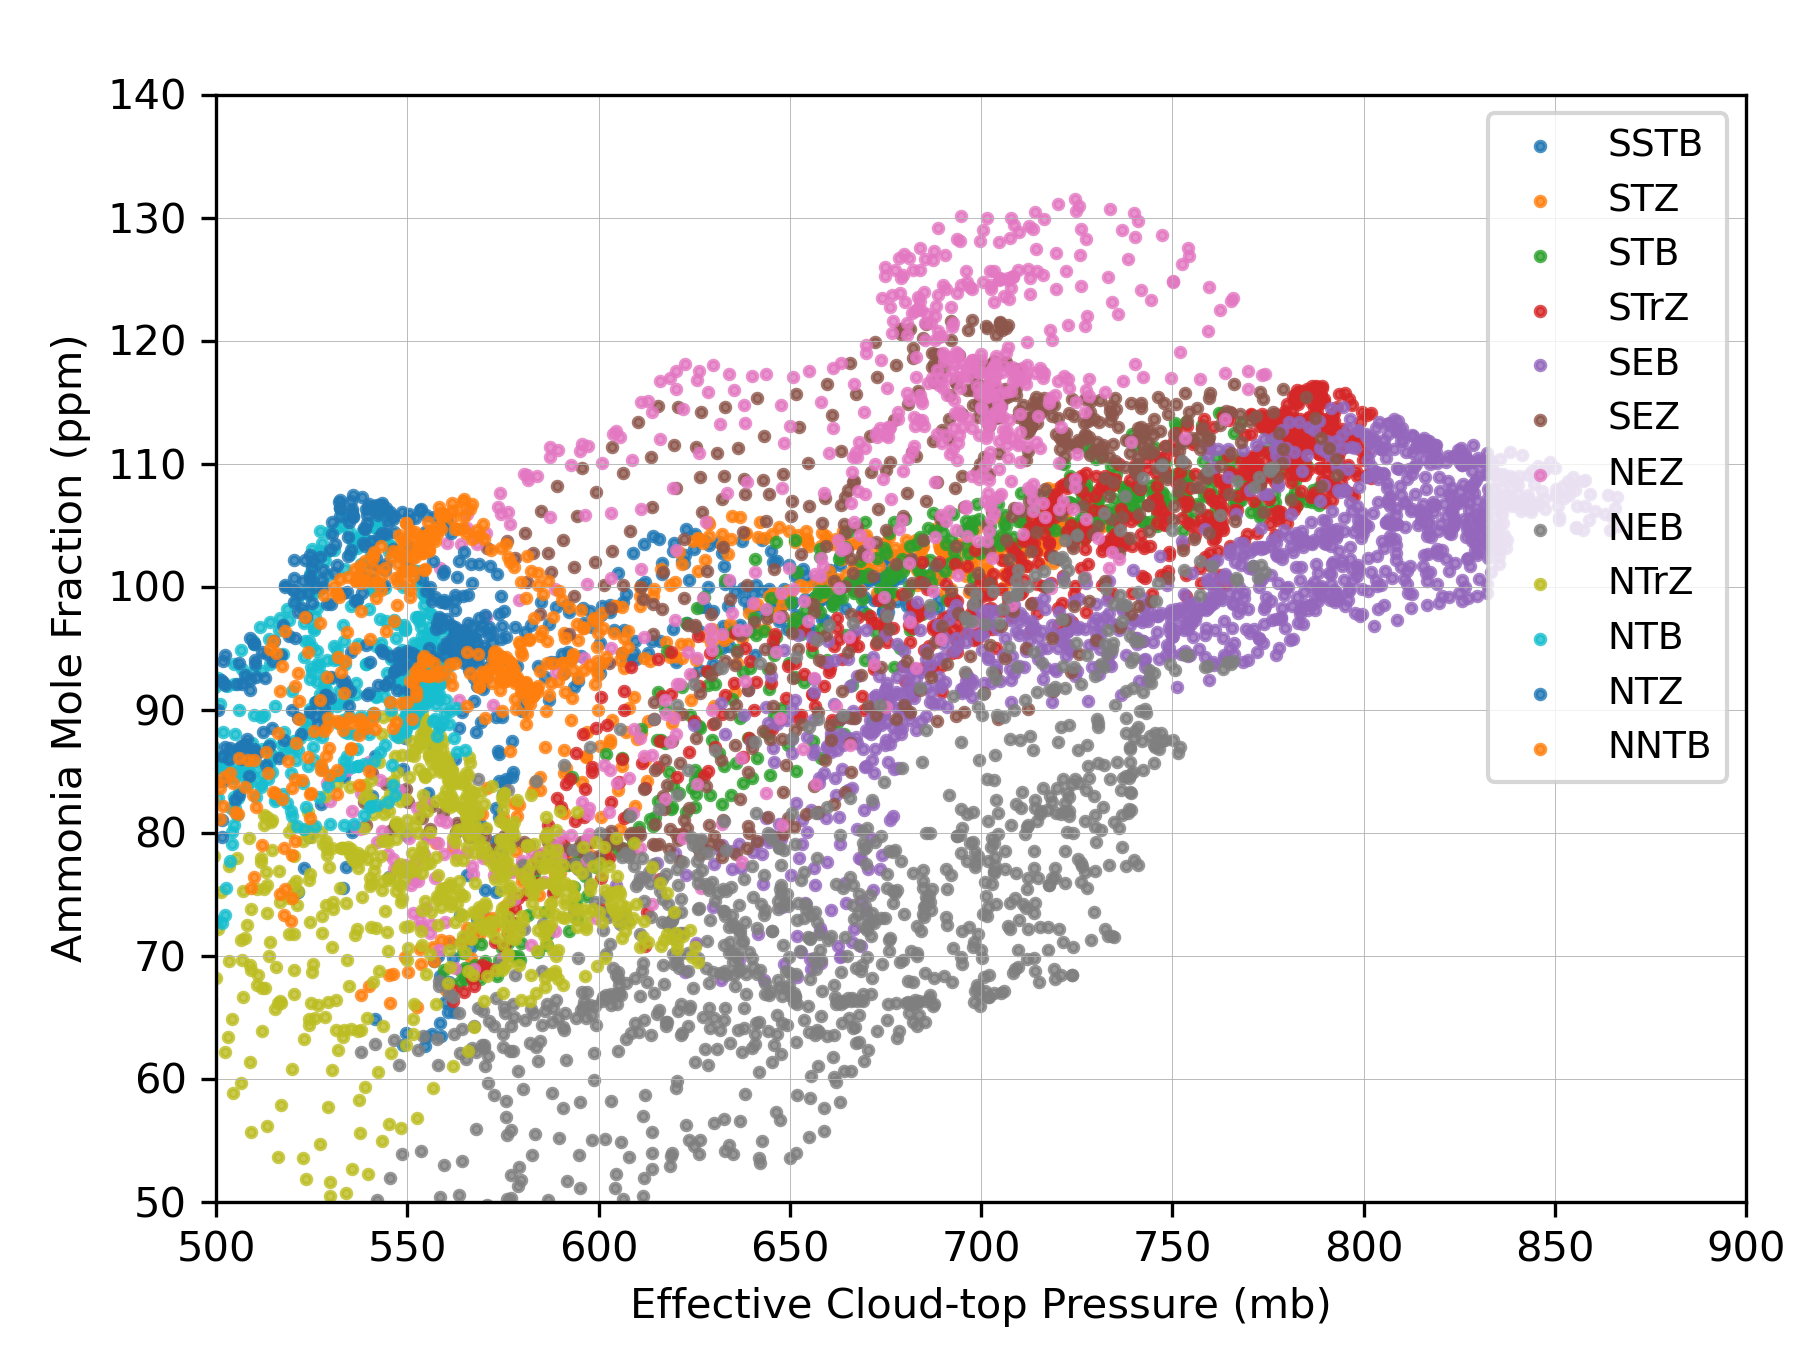 140
130
120
110
100
90
80
70
60
50
Ammonia Mole Fraction (ppm)
SSTB
STZ
STB
STrZ
SEB
SEZ
NEZ
NEB
NTrZ
NTB
NTZ
NNTB
500 550 600 650 700 750 800 850 900
Effective Cloud-top Pressure (mb)